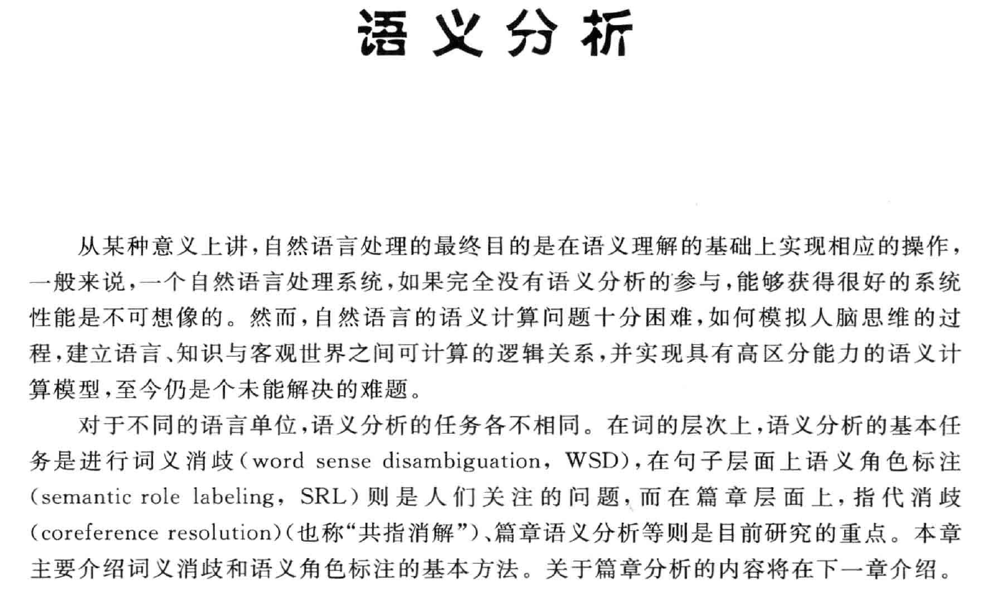 语义分析
从某种意义上讲,自然语言处理的最终目的是在语义理解的基础上实现相应的操作,
一般来说,一个自然语言处理系统,如果完全没有语义分析的参与,能够获得很好的系统
性能是不可想像的。然而,自然语言的语义计算问题十分困难,如何模拟人脑思维的过
程,建立语言、知识与客观世界之间可计算的逻辑关系,并实现具有高区分能力的语义计
算模型,至今仍是个未能解决的难题。
对于不同的语言单位,语义分析的任务各不相同。在词的层次上,语义分析的基本任
务是进行词义消歧(word sense disambiguation, WSD),在句子层面上语义角色标注
(semantic role labeling, SRL)则是人们关注的问题,而在篇章层面上,指代消歧
(coreference resolution)(也称“共指消解”)、篇章语义分析等则是目前研究的重点。本章
主要介绍词义消歧和语义角色标注的基本方法。关于篇章分析的内容将在下一章介绍。